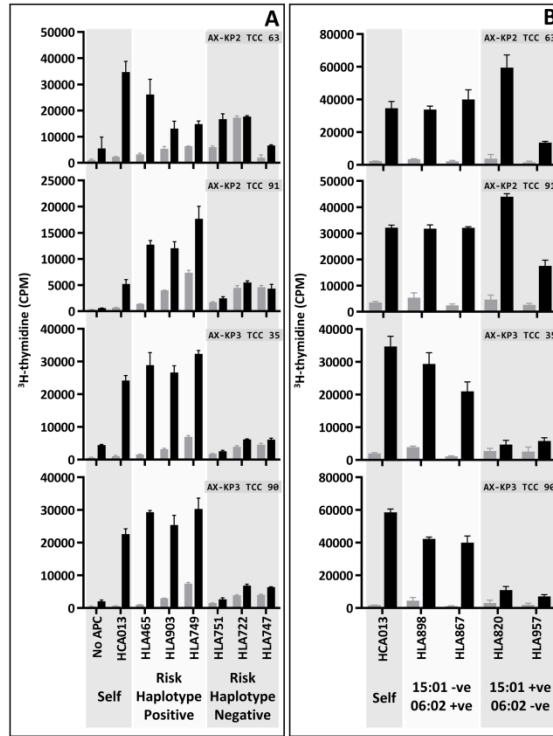 A
AX-KP2 TCC 63
50000
40000
30000
20000
10000
0
AX-KP2 TCC 91
25000
20000
15000
10000
5000
0
AX-KP3 TCC 35
40000
30000
20000
10000
0
AX-KP3 TCC 90
40000
30000
20000
10000
0
³H-thymidine (CPM)
No APC
HCA013
HLA465
HLA903
HLA749
HLA751
HLA722
HLA747
Self
Risk
Haplotype
Positive
Risk
Haplotype
Negative
B
AX-KP2 TCC 63
80000
60000
40000
20000
0
AX-KP2 TCC 91
50000
40000
30000
20000
10000
0
AX-KP3 TCC 35
40000
30000
20000
10000
0
AX-KP3 TCC 90
80000
60000
40000
20000
0
³H-thymidine (CPM)
HCA013
HLA898
HLA867
HLA820
HLA957
Self
15:01 -ve
06:02 +ve
15:01 +ve
06:02 -ve